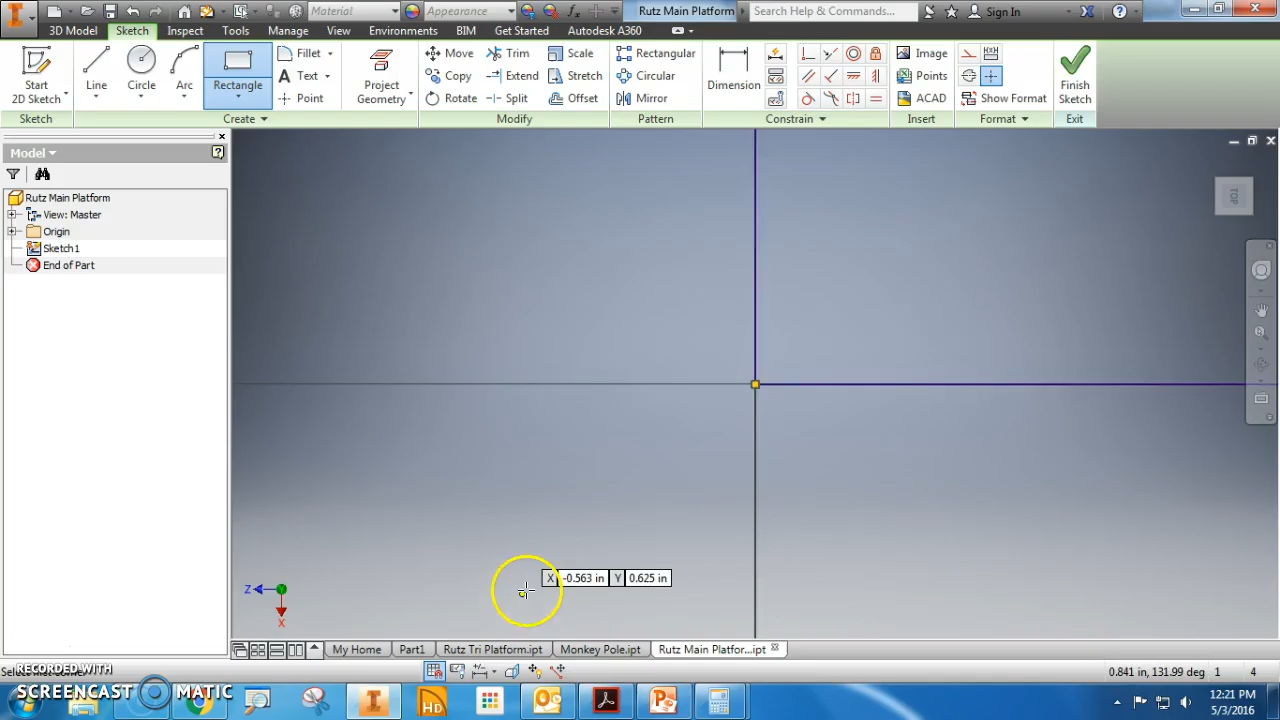 Material
Appearance
fx
Rutz Main Platform
Search Help & Commands...
Sign In
3D Model
Sketch
Inspect
Tools
Manage
View
Environments
BIM
Get Started
Autodesk A360
Start
2D Sketch
Line
Circle
Arc
Rectangle
Fillet
Text
Point
Project
Geometry
Move
Copy
Rotate
Trim
Extend
Split
Scale
Stretch
Offset
Rectangular
Circular
Mirror
Dimension
Image
Points
ACAD
Show Format
Finish
Sketch
Sketch
Create
Modify
Pattern
Constrain
Insert
Format
Exit
Model
Rutz Main Platform
View: Master
Origin
Sketch1
End of Part
TOP
X -0.563 in Y 0.625 in
Z
X
My Home
Part1
Rutz Tri Platform.ipt
Monkey Pole.ipt
Rutz Main Platfor...ipt
0.841 in, 131.99 deg 1 4
RECORDED WITH
SCREENCAST MATIC
HD
12:21 PM
5/3/2016